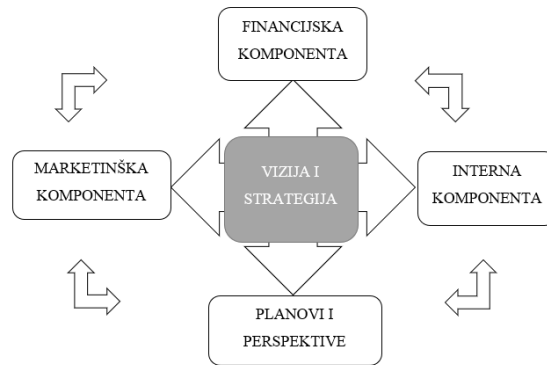 FINANCIJSKA
KOMPONENTA
MARKETINŠKA
KOMPONENTA
VIZIJA I
STRATEGIJA
INTERNA
KOMPONENTA
PLANOVI I
PERSPEKTIVE